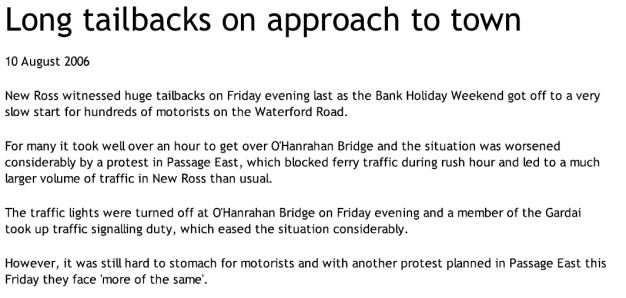 Long tailbacks on approach to town
10 August 2006
New Ross witnessed huge tailbacks on Friday evening last as the Bank Holiday Weekend got off to a very
slow start for hundreds of motorists on the Waterford Road.
For many it took well over an hour to get over O'Hanrahan Bridge and the situation was worsened
considerably by a protest in Passage East, which blocked ferry traffic during rush hour and led to a much
larger volume of traffic in New Ross than usual.
The traffic lights were turned off at O'Hanrahan Bridge on Friday evening and a member of the Gardai
took up traffic signalling duty, which eased the situation considerably.
However, it was still hard to stomach for motorists and with another protest planned in Passage East this
Friday they face 'more of the same'.